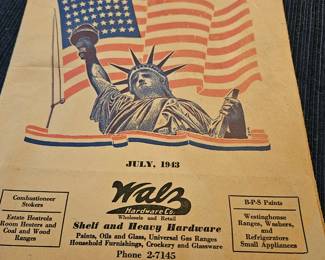 JULY, 1943
Walz
Hardware Co.
Wholesale and Retail
Shelf and Heavy Hardware
Paints, Oils and Glass, Universal Gas Ranges
Household Furnishings, Crockery and Glassware
Phone 2-7145
Combustioneer
Stokers
Estate Heatrola
Room Heaters and
Coal and Wood
Ranges
B-P-S Paints
Westinghouse
Ranges, Washers,
and
Refrigerators
Small Appliances